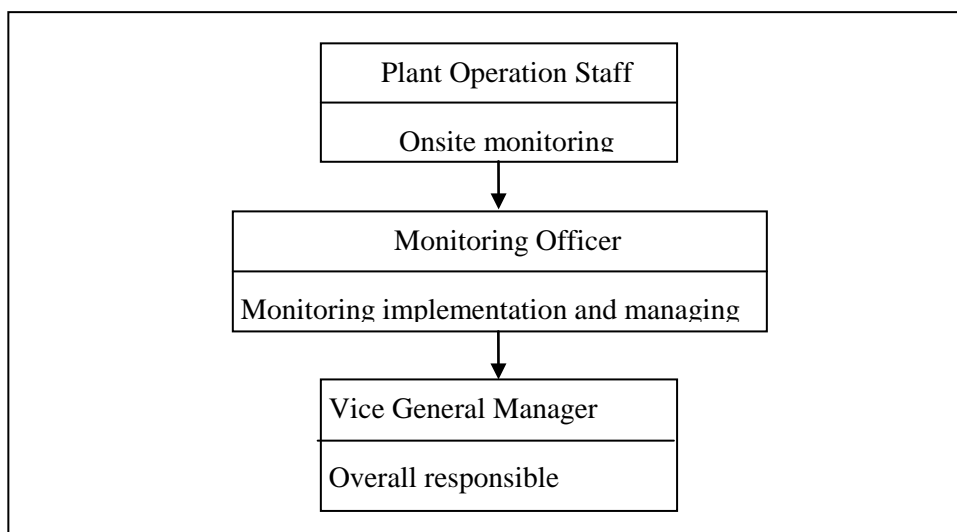 Plant Operation Staff
Onsite monitoring
Monitoring Officer
Monitoring implementation and managing
Vice General Manager
Overall responsible